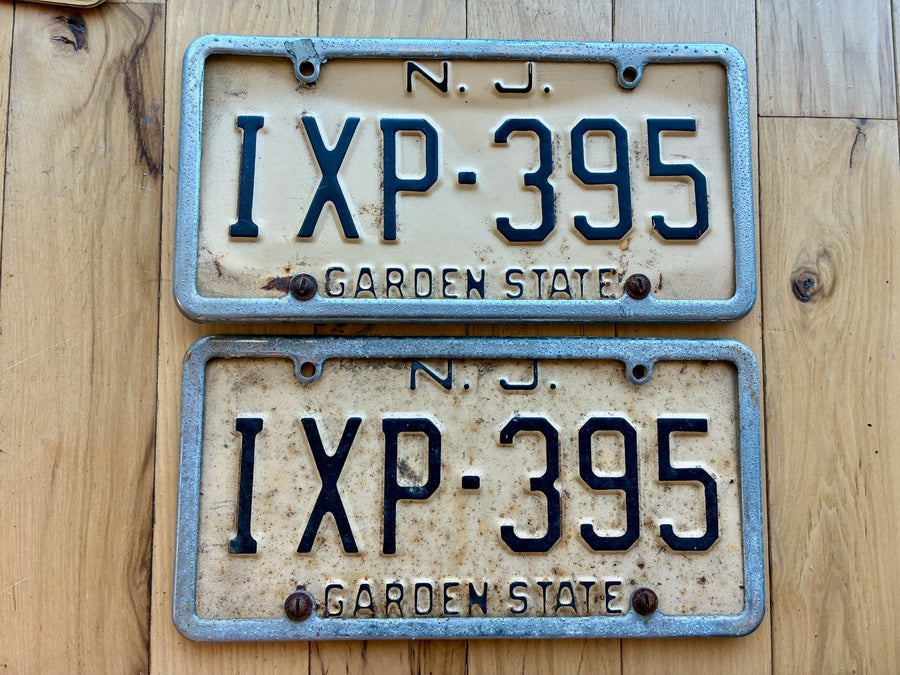 N. J.
IXP-395
GARDEN STATE
N. J.
IXP-395
GARDEN STATE